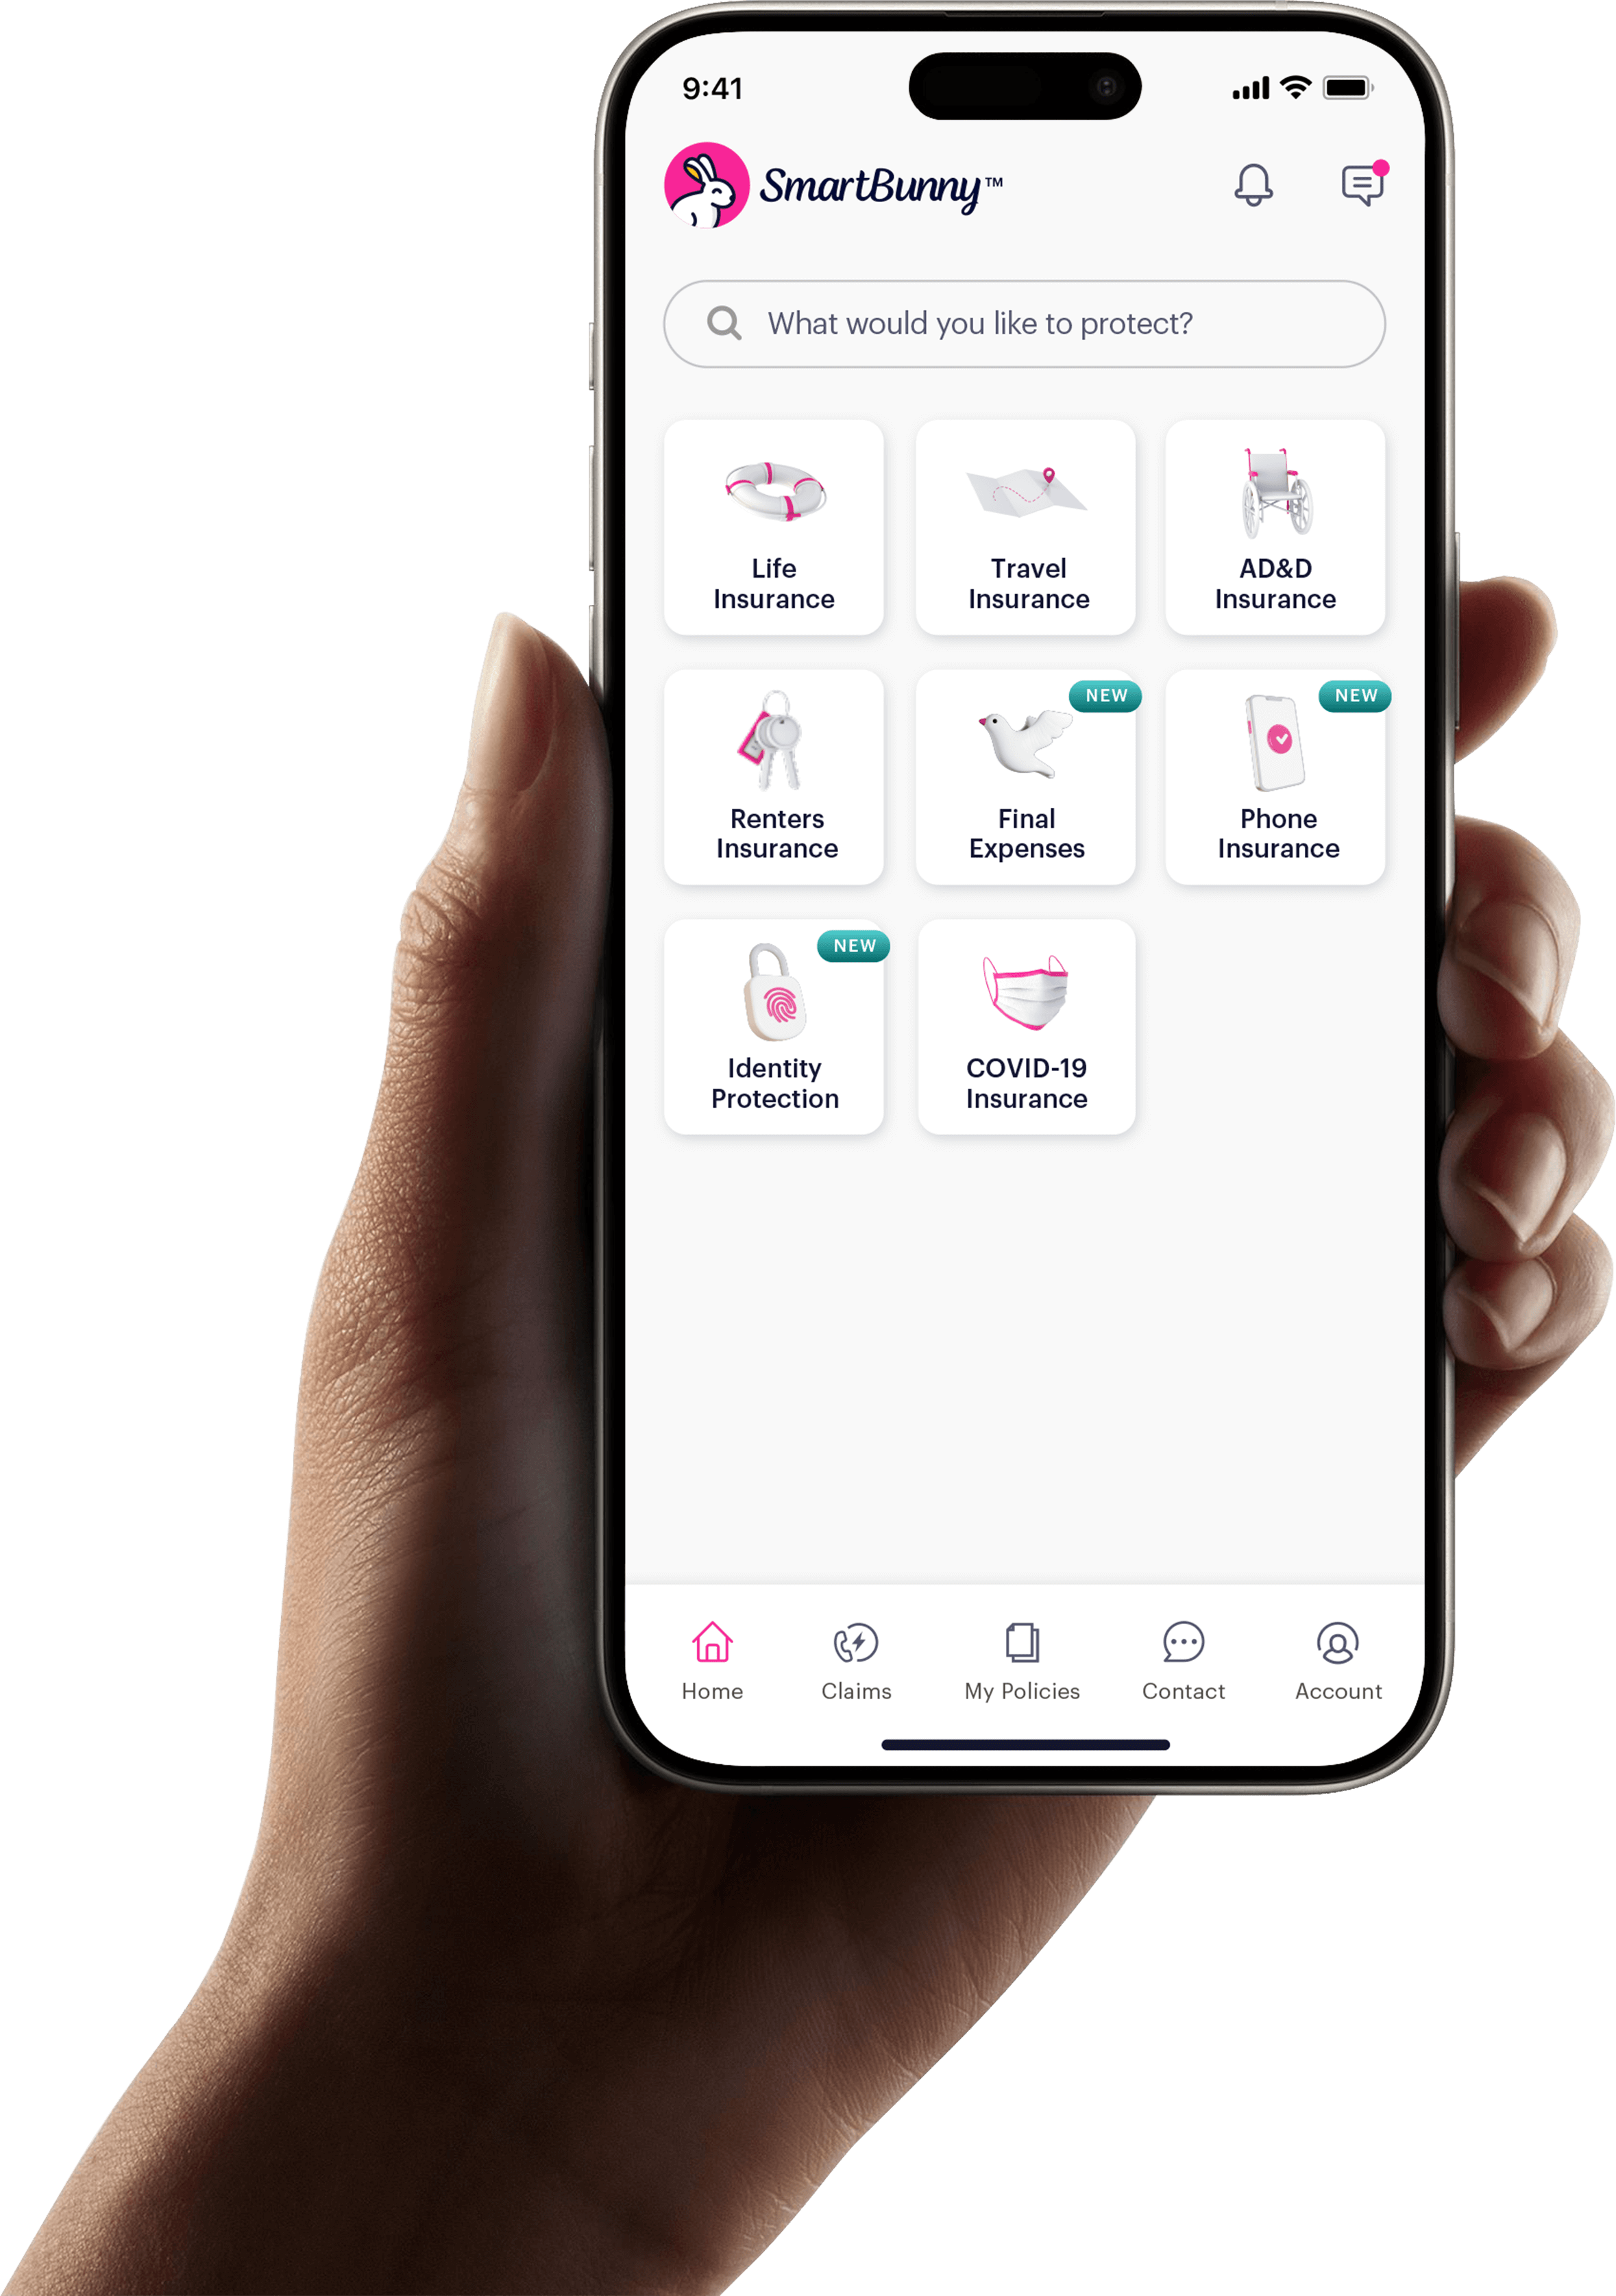 9:41
SmartBunny™
What would you like to protect?
Life
Insurance
Travel
Insurance
AD&D
Insurance
Renters
Insurance
NEW
Final
Expenses
NEW
Phone
Insurance
NEW
Identity
Protection
COVID-19
Insurance
Home
Claims
My Policies
Contact
Account